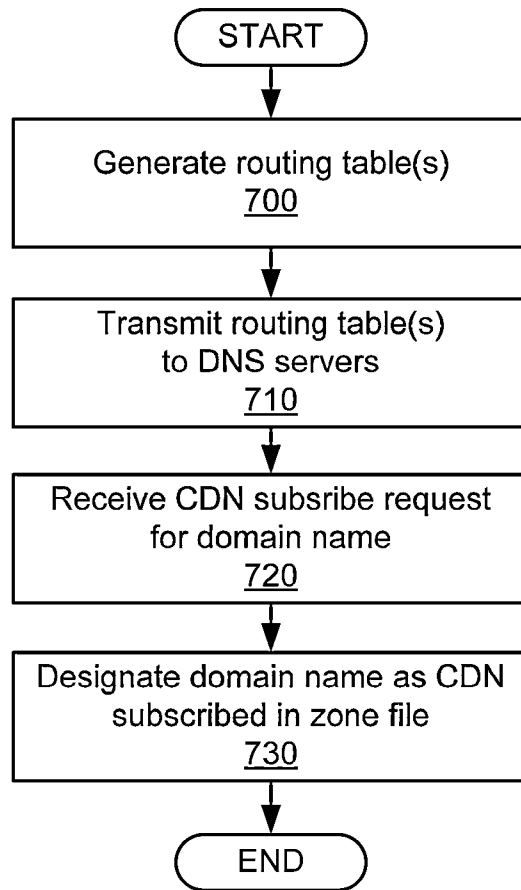 START
Generate routing table(s)
700
Transmit routing table(s)
to DNS servers
710
Receive CDN subsribe request
for domain name
720
Designate domain name as CDN
subscribed in zone file
730
END